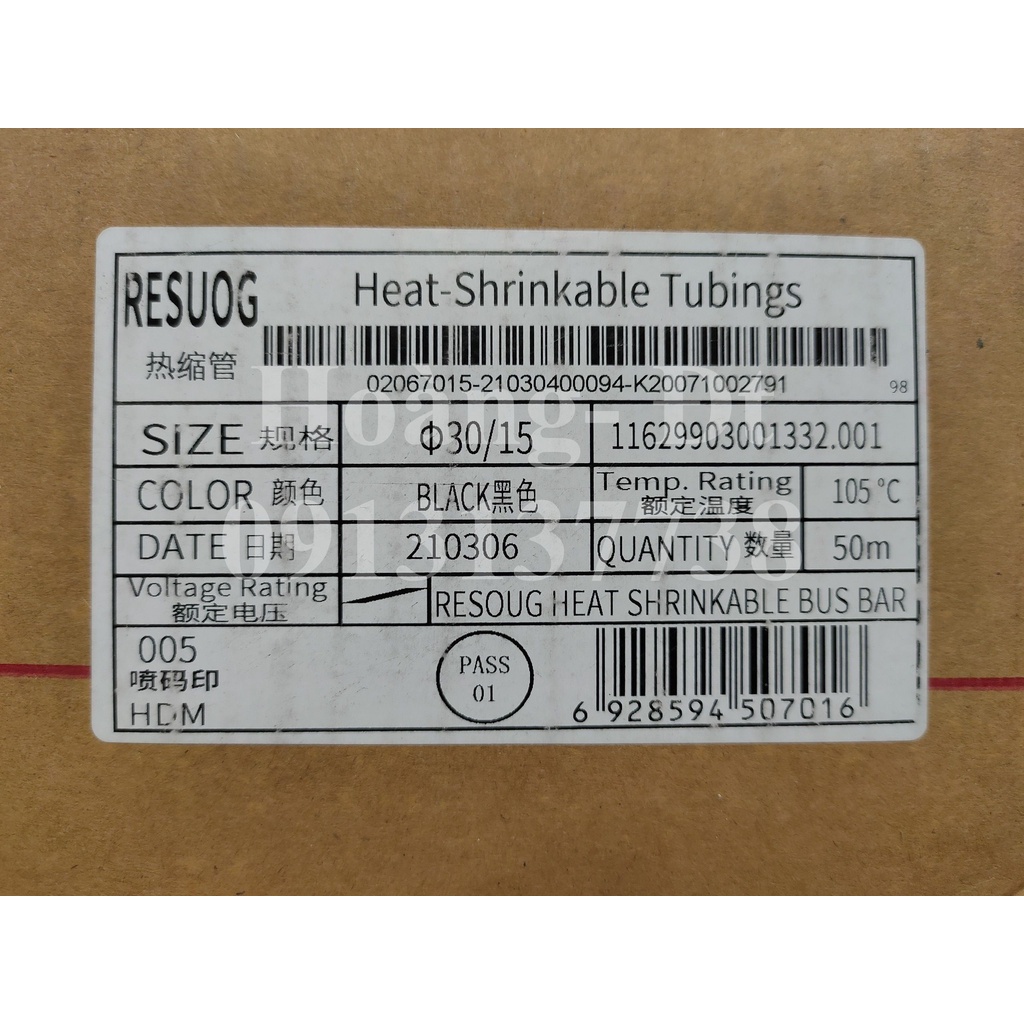 RESUOG
Heat-Shrinkable Tubings
热缩管
02067015-21030400094-K20071002791
98
SiZE 规格
Φ30/15
11629903001332.001
COLOR 颜色
BLACK黑色
Temp. Rating
额定温度
105°C
DATE 日期
210306
QUANTITY 数量
50m
Voltage Rating
额定电压
RESOUG HEAT SHRINKABLE BUS BAR
005
喷码印
HDM
PASS
01
6 928594 507016
Hoàng- Đt
0913137738